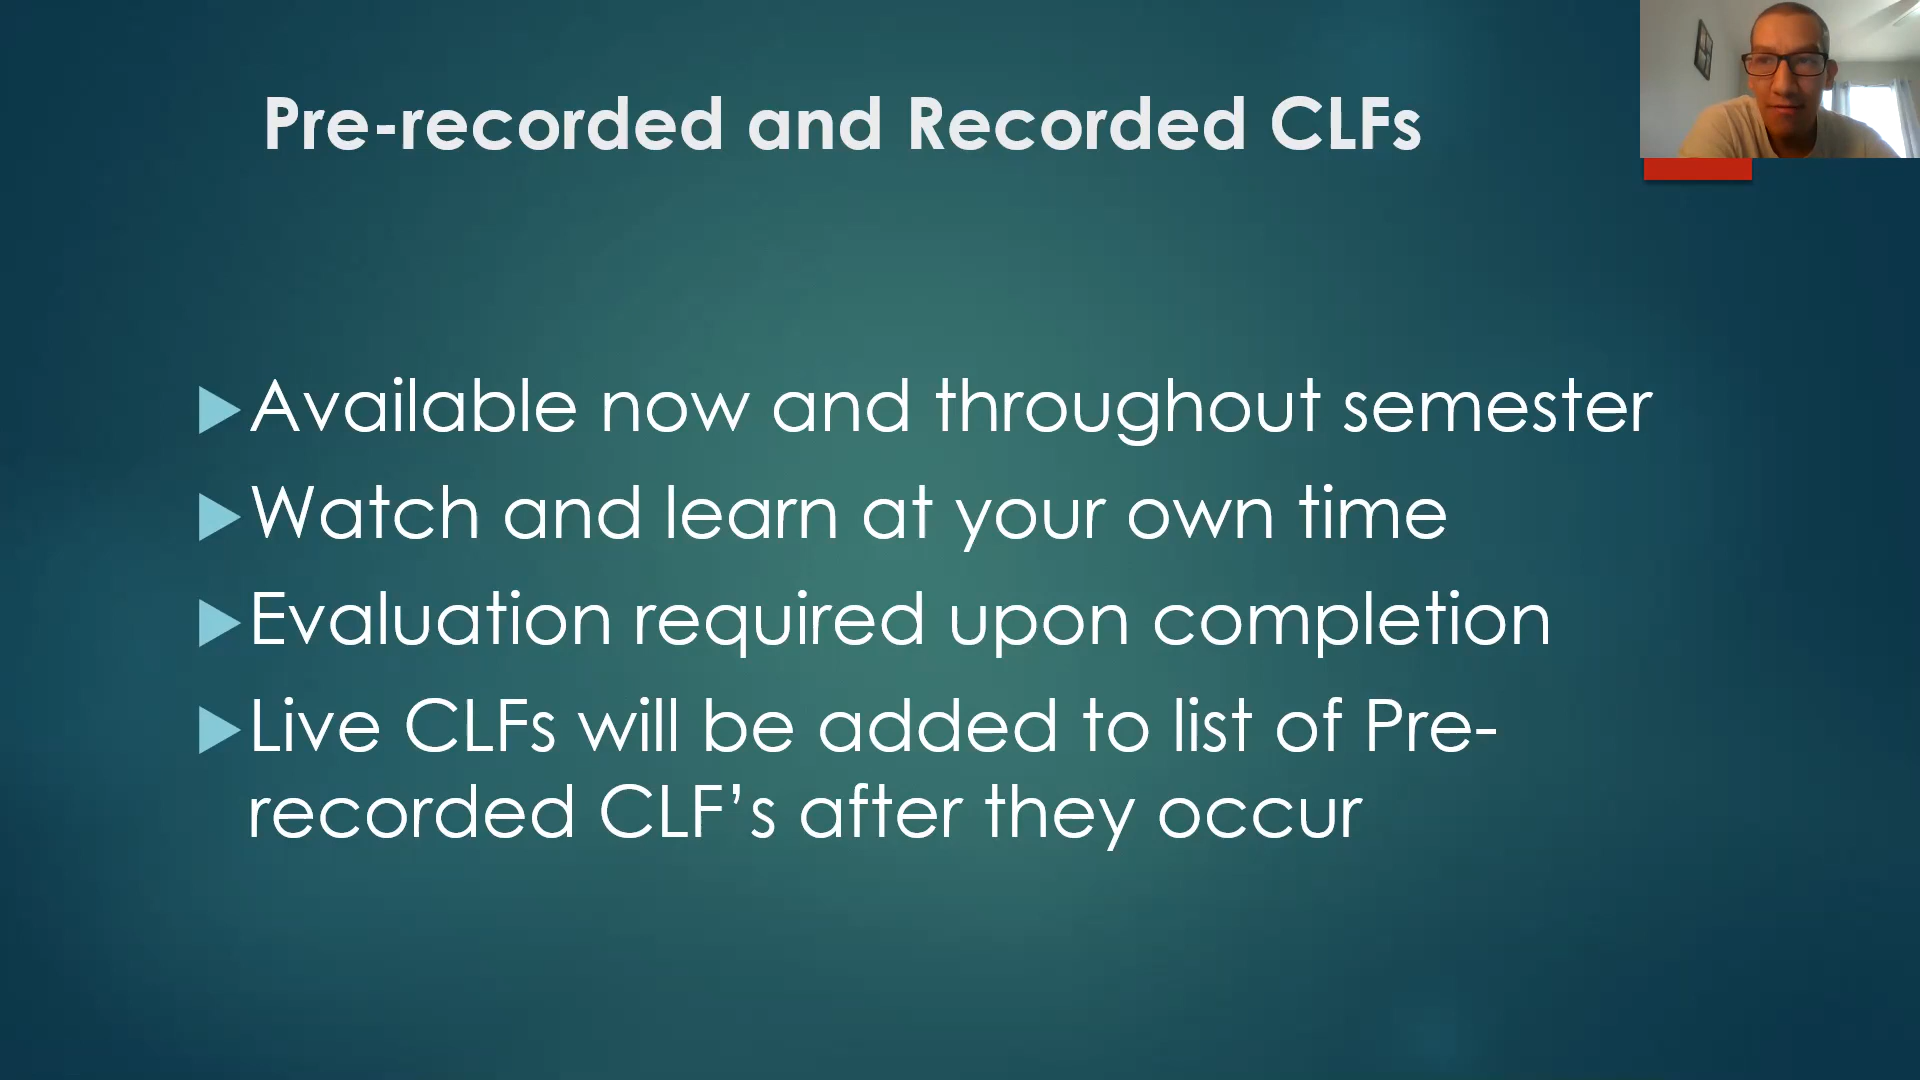 Pre-recorded and Recorded CLFs
Available now and throughout semester
Watch and learn at your own time
Evaluation required upon completion
Live CLFs will be added to list of Pre-
recorded CLF’s after they occur